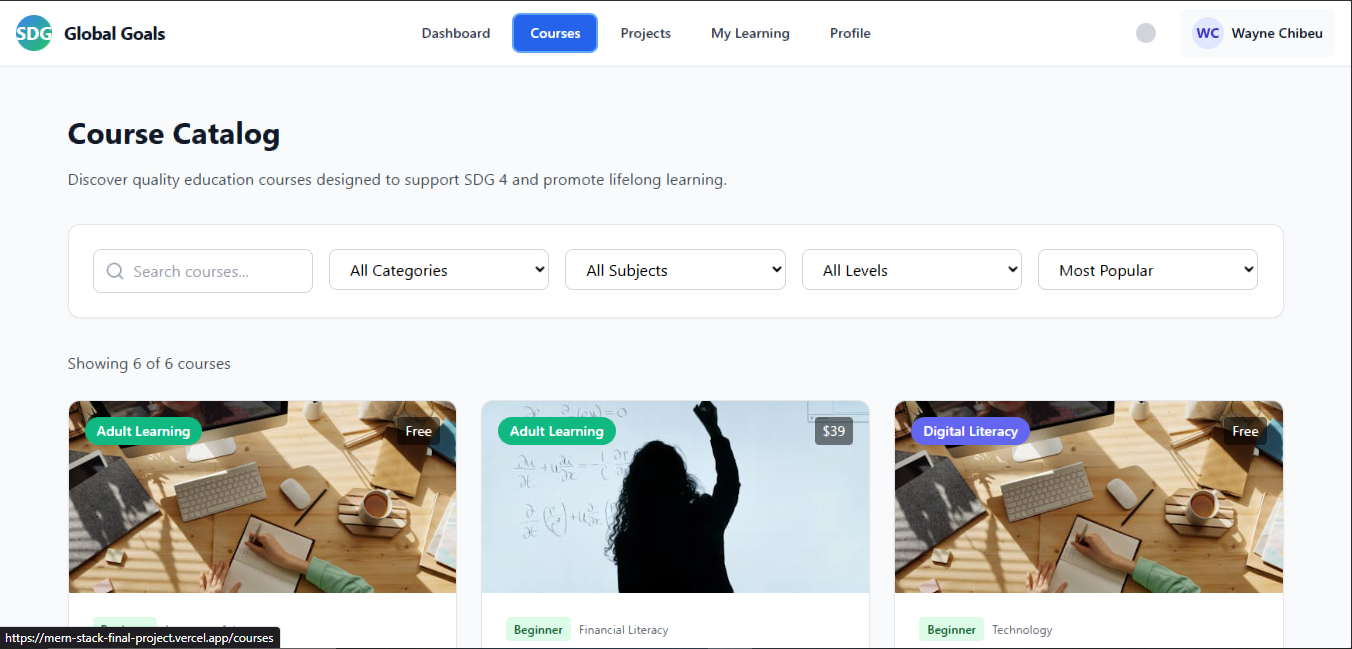 SDG Global Goals Dashboard Courses Projects My Learning Profile WC Wayne Chibeu
Course Catalog
Discover quality education courses designed to support SDG 4 and promote lifelong learning.
Search courses... All Categories All Subjects All Levels Most Popular
Showing 6 of 6 courses
Adult Learning Free Adult Learning $39 Digital Literacy Free
Beginner Financial Literacy Beginner Technology
https://mern-stack-final-project.vercel.app/courses